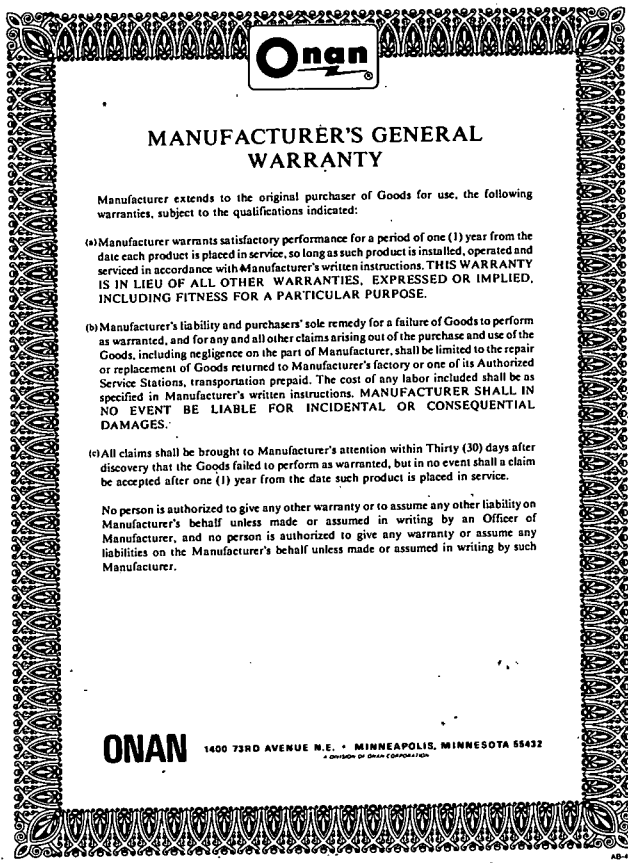 Onan
MANUFACTURER'S GENERAL
WARRANTY
Manufacturer extends to the original purchaser of Goods for use, the following
warranties, subject to the qualifications indicated:
(a) Manufacturer warrants satisfactory performance for a period of one (1) year from the
date each product is placed in service, so long as such product is installed, operated and
serviced in accordance with Manufacturer's written instructions. THIS WARRANTY
IS IN LIEU OF ALL OTHER WARRANTIES, EXPRESSED OR IMPLIED,
INCLUDING FITNESS FOR A PARTICULAR PURPOSE.
(b) Manufacturer's liability and purchasers' sole remedy for a failure of Goods to perform
as warranted, and for any and all other claims arising out of the purchase and use of the
Goods, including negligence on the part of Manufacturer, shall be limited to the repair
or replacement of Goods returned to Manufacturer's factory or one of its Authorized
Service Stations, transportation prepaid. The cost of any labor included shall be as
specified in Manufacturer's written instructions. MANUFACTURER SHALL IN
NO EVENT BE LIABLE FOR INCIDENTAL OR CONSEQUENTIAL
DAMAGES.
(c) All claims shall be brought to Manufacturer's attention within Thirty (30) days after
discovery that the Goods failed to perform as warranted, but in no event shall a claim
be accepted after one (1) year from the date such product is placed in service.
No person is authorized to give any other warranty or to assume any other liability on
Manufacturer's behalf unless made or assumed in writing by an Officer of
Manufacturer, and no person is authorized to give any warranty or assume any
liabilities on the Manufacturer's behalf unless made or assumed in writing by such
Manufacturer.
ONAN 1400 73RD AVENUE N.E. • MINNEAPOLIS, MINNESOTA 55432
A DIVISION OF ONAN CORPORATION